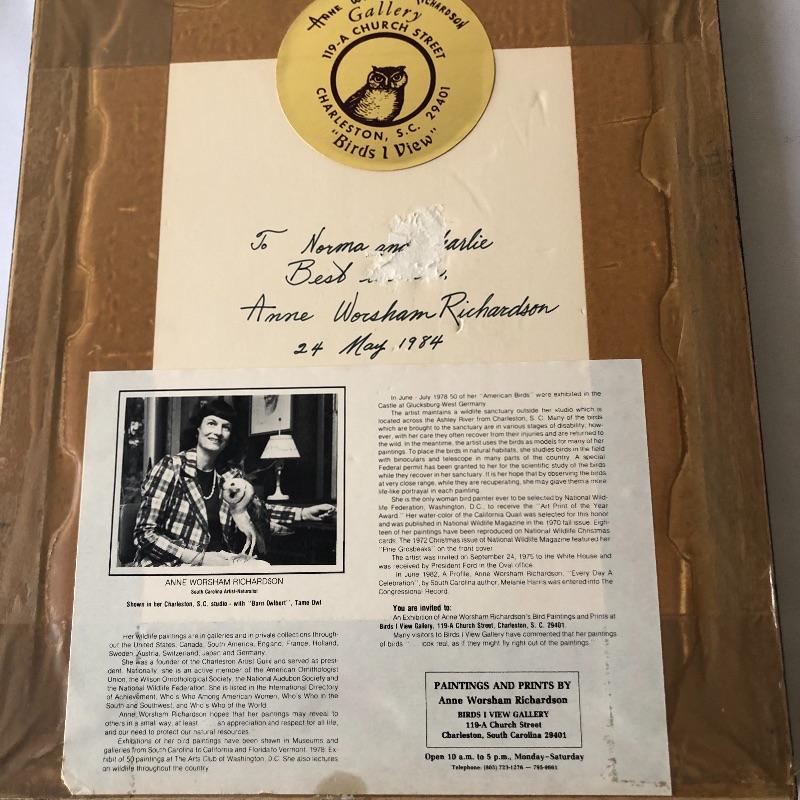 ANNE W RICHARDSON
Gallery
119-A CHURCH STREET
CHARLESTON, S.C. 29401
"Birds I View"
To Norma and arlie
Best
Anne Worsham Richardson
24 May 1984
ANNE WORSHAM RICHARDSON
South Carolina Artist-Naturalist
Shown in her Charleston, S.C. studio - with "Barn Owlbert", Tame Owl
Her wildlife paintings are in galleries and in private collections through-
out the United States, Canada, South America, England, France, Holland,
Sweden, Austria, Switzerland, Japan and Germany.
She was a founder of the Charleston Artist Guild and served as presi-
dent. Nationally, she is an active member of the American Ornithologist
Union, the Wilson Ornithological Society, the National Audubon Society and
the National Wildlife Federation. She is listed in the International Directory
of Achievement, Who's Who Among American Women, Who's Who in the
South and Southwest, and Who's Who of the World.
Anne Worsham Richardson hopes that her paintings may reveal to
others in a small way, at least . . . an appreciation and respect for all life,
and our need to protect our natural resources.
Exhibitions of her bird paintings have been shown in Museums and
galleries from South Carolina to California and Florida to Vermont. 1978: Ex-
hibit of 50 paintings at The Arts Club of Washington, D.C. She also lectures
on wildlife throughout the country.
In June - July 1978 50 of her "American Birds" were exhibited in the
Castle at Glucksburg-West Germany.
The artist maintains a wildlife sanctuary outside her studio which is
located across the Ashley River from Charleston, S. C. Many of the birds
which are brought to the sanctuary are in various stages of disability, how-
ever, with her care they often recover from their injuries and are returned to
the wild. In the meantime, the artist uses the birds as models for many of her
paintings. To place the birds in natural habitats, she studies birds in the field
with binoculars and telescope in many parts of the country. A special
Federal permit has been granted to her for the scientific study of the birds
while they recover in her sanctuary. It is her hope that by observing the birds
at very close range, while they are recuperating, she may give them a more
life-like portrayal in each painting.
She is the only woman bird painter ever to be selected by National Wild-
life Federation, Washington, D.C., to receive the "Art Print of the Year
Award." Her water-color of the California Quail was selected for this honor
and was published in National Wildlife Magazine in the 1970 fall issue. Eigh-
teen of her paintings have been reproduced on National Wildlife Christmas
cards. The 1972 Christmas issue of National Wildlife Magazine featured her
"Pine Grosbeaks" on the front cover.
The artist was invited on September 24, 1975 to the White House and
was received by President Ford in the Oval office.
In June 1982, A Profile, Anne Worsham Richardson, "Every Day A
Celebration", by South Carolina author, Melanie Harris was entered into The
Congressional Record.
You are invited to:
An Exhibition of Anne Worsham Richardson's Bird Paintings and Prints at
Birds I View Gallery, 119-A Church Street, Charleston, S. C. 29401.
Many visitors to Birds I View Gallery have commented that her paintings
of birds ". . . look real, as if they might fly right out of the paintings."
PAINTINGS AND PRINTS BY
Anne Worsham Richardson
BIRDS I VIEW GALLERY
119-A Church Street
Charleston, South Carolina 29401
Open 10 a.m. to 5 p.m., Monday-Saturday
Telephone: (803) 723-1276 — 795-9661